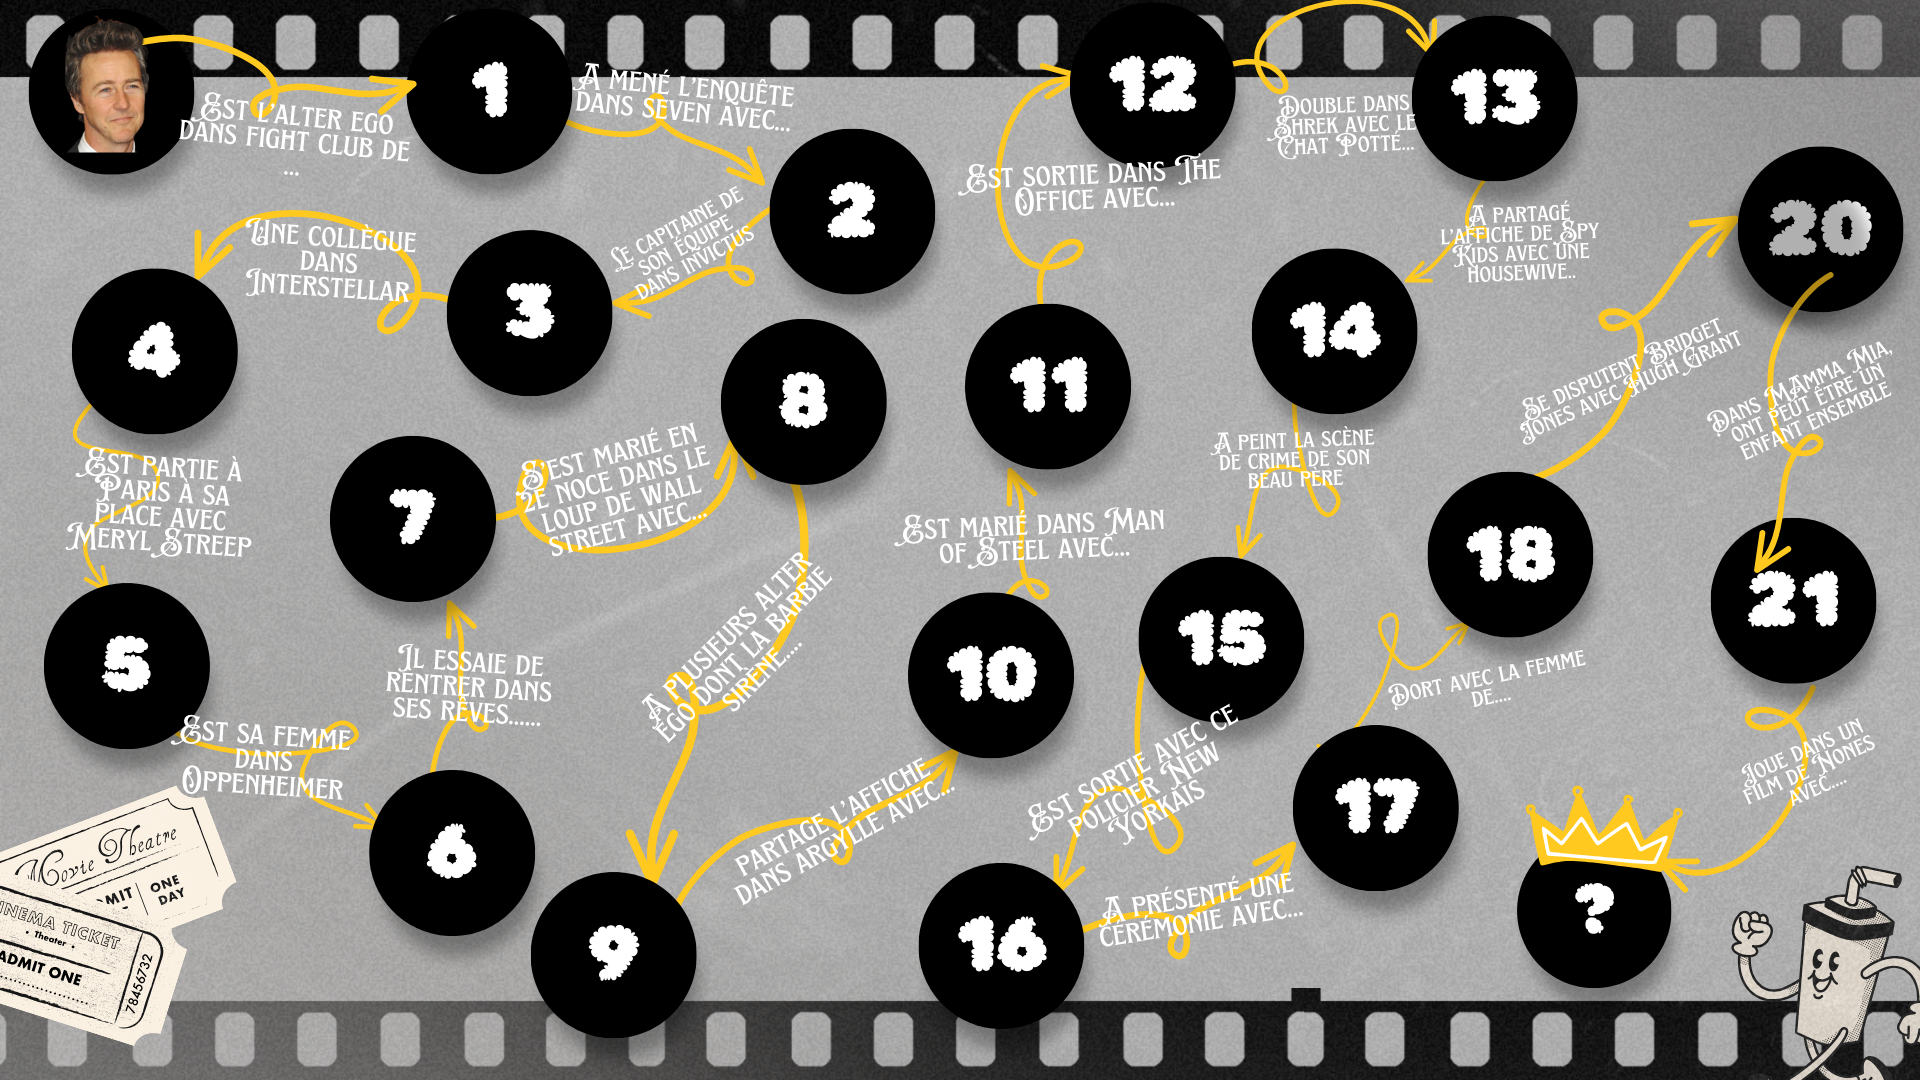 Est l'alter ego
dans Fight Club de
...
1
A mené l'enquête
dans Seven avec...
2
Le capitaine de
son équipe
dans Invictus
3
Une collègue
dans
Interstellar
4
Est partie à
Paris à sa
place avec
Meryl Streep
5
Est sa femme
dans
Oppenheimer
6
Il essaie de
rentrer dans
ses rêves......
7
S'est marié en
2e noce dans Le
Loup de Wall
Street avec...
8
A plusieurs alter
ego dont la Barbie
sirène....
9
Partage l'affiche
dans Argylle avec...
10
Est marié dans Man
of Steel avec...
11
Est sortie dans The
Office avec...
12
Double dans
Shrek avec le
Chat Potté...
13
A partagé
l'affiche de Spy
Kids avec une
housewive..
14
A peint la scène
de crime de son
beau père
15
Est sortie avec ce
policier New
Yorkais
16
A présenté une
cérémonie avec...
17
Dort avec la femme
de....
18
Se disputent Bridget
Jones avec Hugh Grant
20
Dans Mamma Mia,
ont peut être un
enfant ensemble
21
Joue dans un
film de Nones
avec....
?
Movie Theatre
MIT
ONE
DAY
INEMA TICKET
• Theater •
ADMIT ONE
78456732